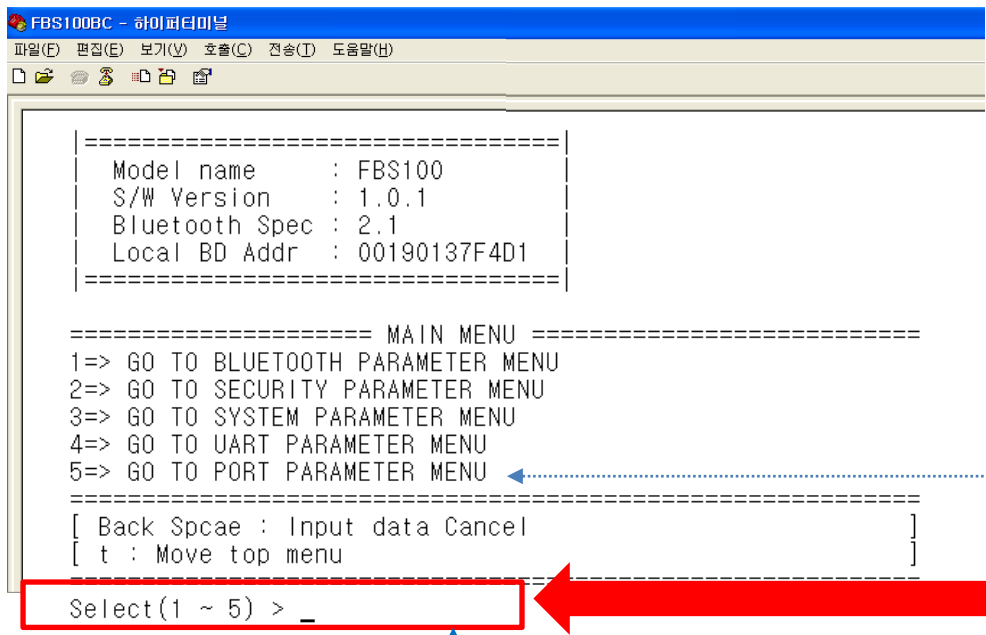 FBS100BC - 하이퍼터미널
파일(F) 편집(E) 보기(V) 호출(C) 전송(T) 도움말(H)
|=================================|
| Model name : FBS100 |
| S/W Version : 1.0.1 |
| Bluetooth Spec : 2.1 |
| Local BD Addr : 00190137F4D1 |
|=================================|
===================== MAIN MENU ===========================
1=> GO TO BLUETOOTH PARAMETER MENU
2=> GO TO SECURITY PARAMETER MENU
3=> GO TO SYSTEM PARAMETER MENU
4=> GO TO UART PARAMETER MENU
5=> GO TO PORT PARAMETER MENU
===========================================================
[ Back Spcae : Input data Cancel ]
[ t : Move top menu ]
===========================================================
Select(1 ~ 5) > _